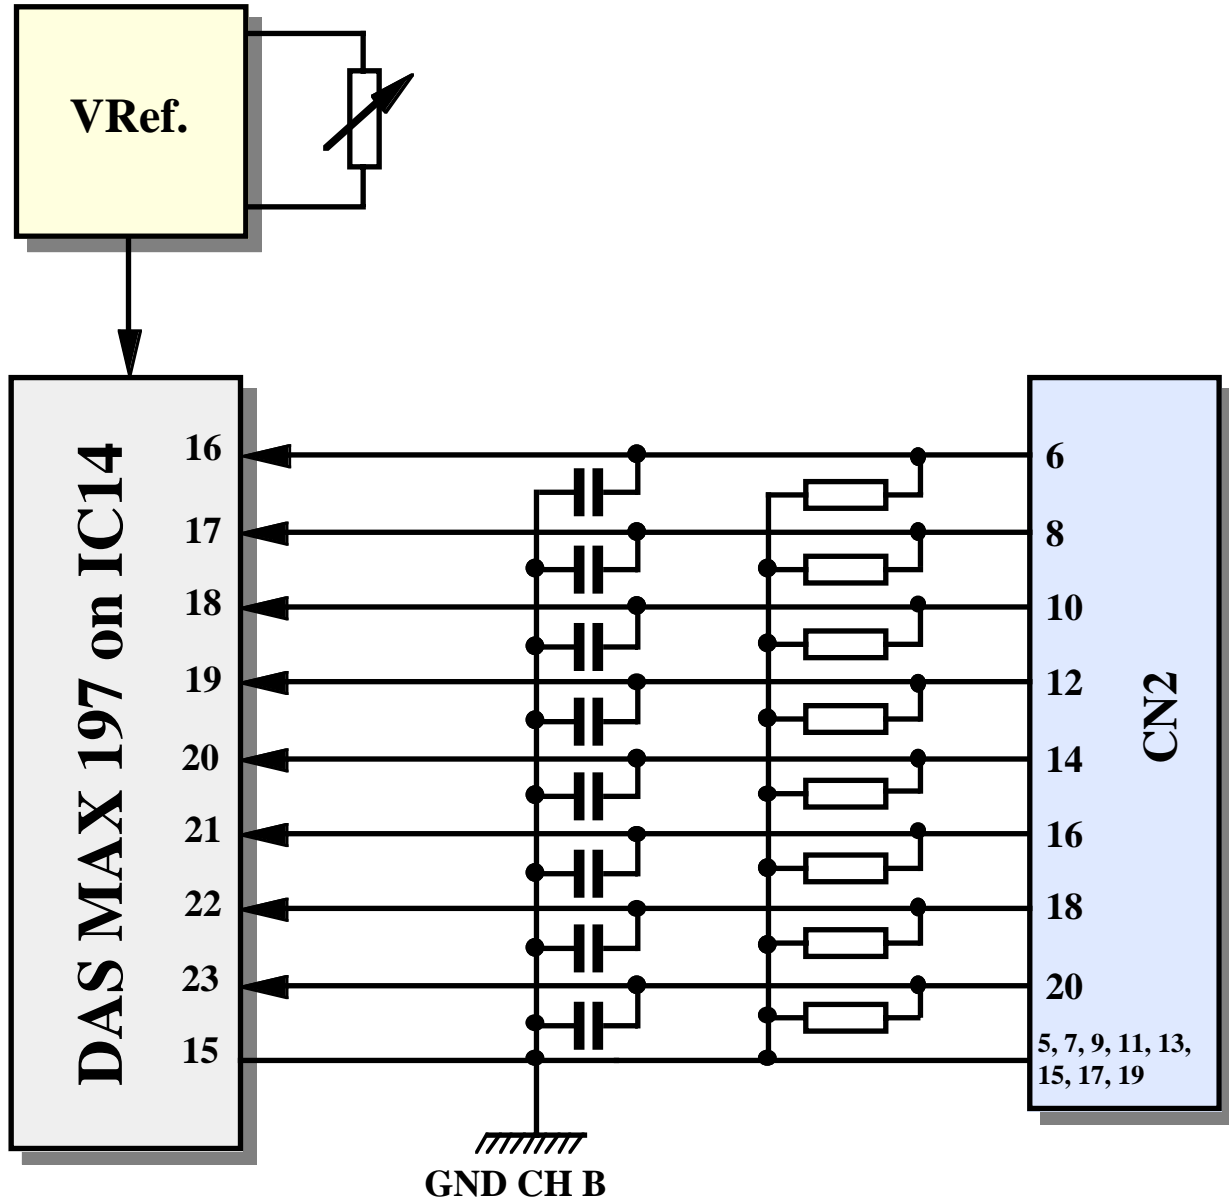 VRef.
DAS MAX 197 on IC14
16
17
18
19
20
21
22
23
15
6
8
10
12
14
16
18
20
5, 7, 9, 11, 13,
15, 17, 19
CN2
GND CH B